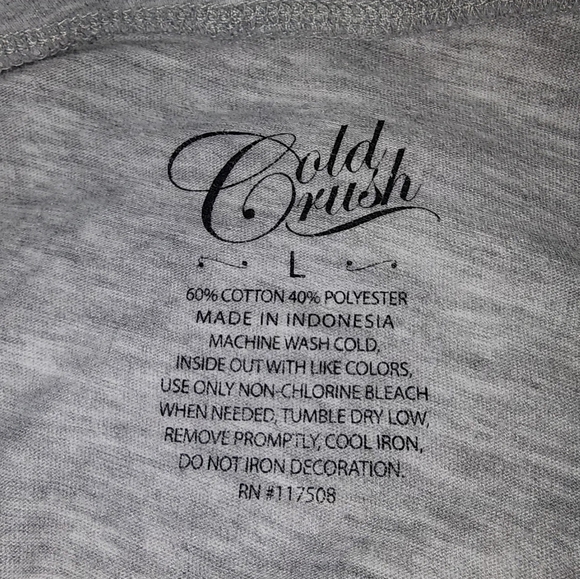 Cold
Crush
L
60% COTTON 40% POLYESTER
MADE IN INDONESIA
MACHINE WASH COLD,
INSIDE OUT WITH LIKE COLORS,
USE ONLY NON-CHLORINE BLEACH
WHEN NEEDED, TUMBLE DRY LOW,
REMOVE PROMPTLY, COOL IRON,
DO NOT IRON DECORATION.
RN #117508